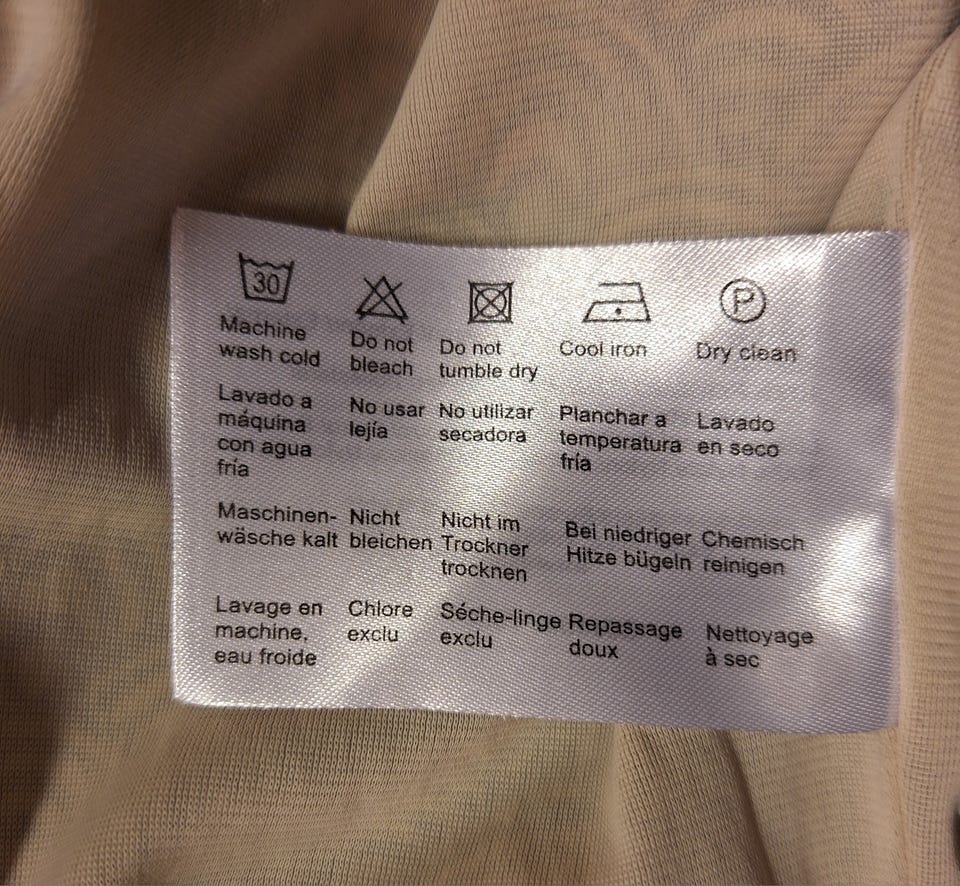 30
P
Machine
wash cold
Do not
bleach
Do not
tumble dry
Cool iron
Dry clean
Lavado a
máquina
con agua
fría
No usar
lejía
No utilizar
secadora
Planchar a
temperatura
fría
Lavado
en seco
Maschinen-
wäsche kalt
Nicht
bleichen
Nicht im
Trockner
trocknen
Bei niedriger
Hitze bügeln
Chemisch
reinigen
Lavage en
machine,
eau froide
Chlore
exclu
Séche-linge
exclu
Repassage
doux
Nettoyage
à sec